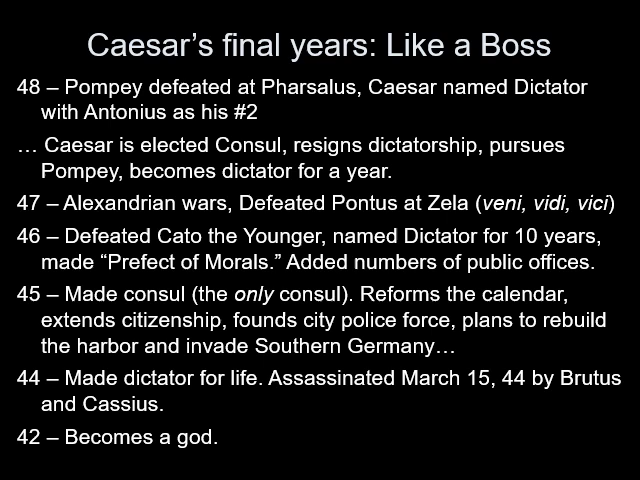 Caesar’s final years: Like a Boss
48 – Pompey defeated at Pharsalus, Caesar named Dictator
with Antonius as his #2
… Caesar is elected Consul, resigns dictatorship, pursues
Pompey, becomes dictator for a year.
47 – Alexandrian wars, Defeated Pontus at Zela (veni, vidi, vici)
46 – Defeated Cato the Younger, named Dictator for 10 years,
made “Prefect of Morals.” Added numbers of public offices.
45 – Made consul (the only consul). Reforms the calendar,
extends citizenship, founds city police force, plans to rebuild
the harbor and invade Southern Germany…
44 – Made dictator for life. Assassinated March 15, 44 by Brutus
and Cassius.
42 – Becomes a god.